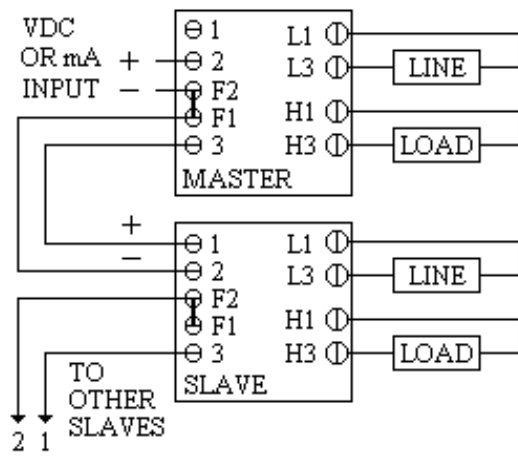 VDC
OR mA +
INPUT −
1
2
F2
F1
3
MASTER
L1
L3
H1
H3
LINE
LOAD
+
−
1
2
F2
F1
3
SLAVE
L1
L3
H1
H3
LINE
LOAD
TO
OTHER
SLAVES
2 1